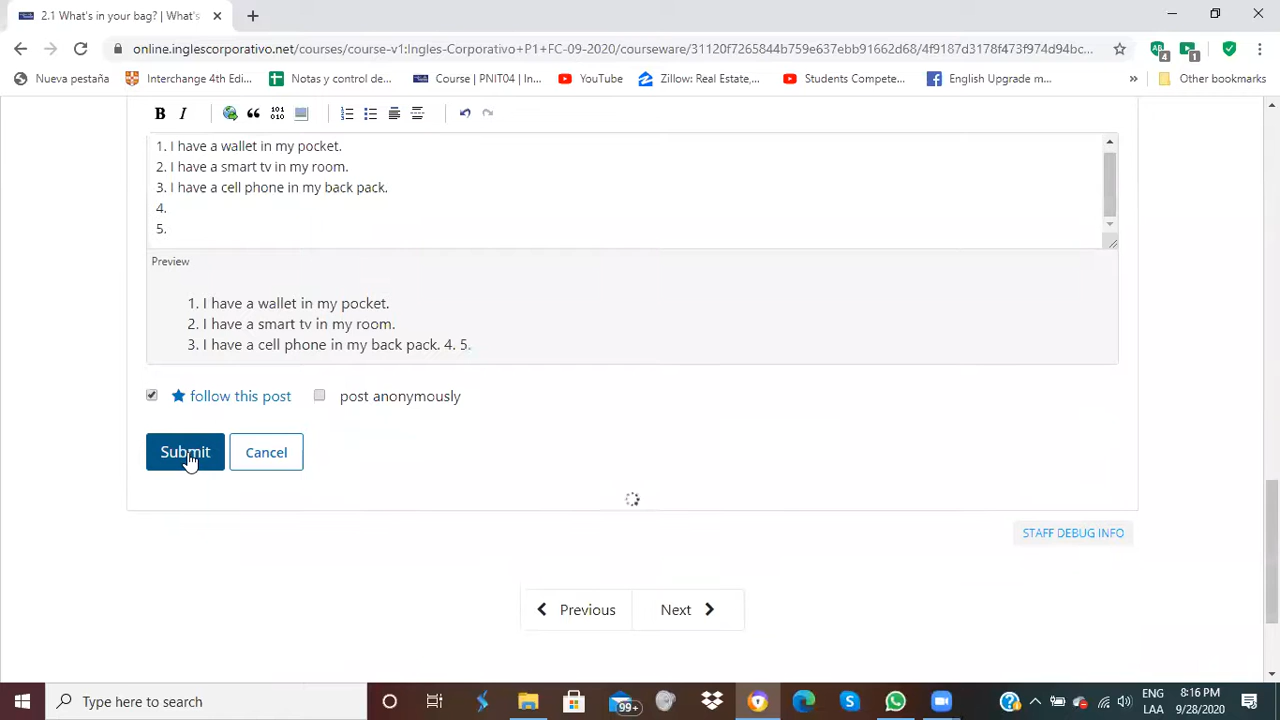 2.1 What's in your bag? | What's
online.inglescorporativo.net/courses/course-v1:Ingles-Corporativo+P1+FC-09-2020/courseware/31120f7265844b759e637ebb91662d68/4f9187d3178f473f974d94bc...
Nueva pestaña
Interchange 4th Edi...
Notas y control de...
Course | PNIT04 | In...
YouTube
Zillow: Real Estate,...
Students Compete...
English Upgrade m...
»
Other bookmarks
4
1
B I
101
010
1. I have a wallet in my pocket.
2. I have a smart tv in my room.
3. I have a cell phone in my back pack.
4.
5.
Preview
1. I have a wallet in my pocket.
2. I have a smart tv in my room.
3. I have a cell phone in my back pack. 4. 5.
follow this post post anonymously
Submit Cancel
STAFF DEBUG INFO
Previous Next
Type here to search
99+
ENG
LAA
8:16 PM
9/28/2020